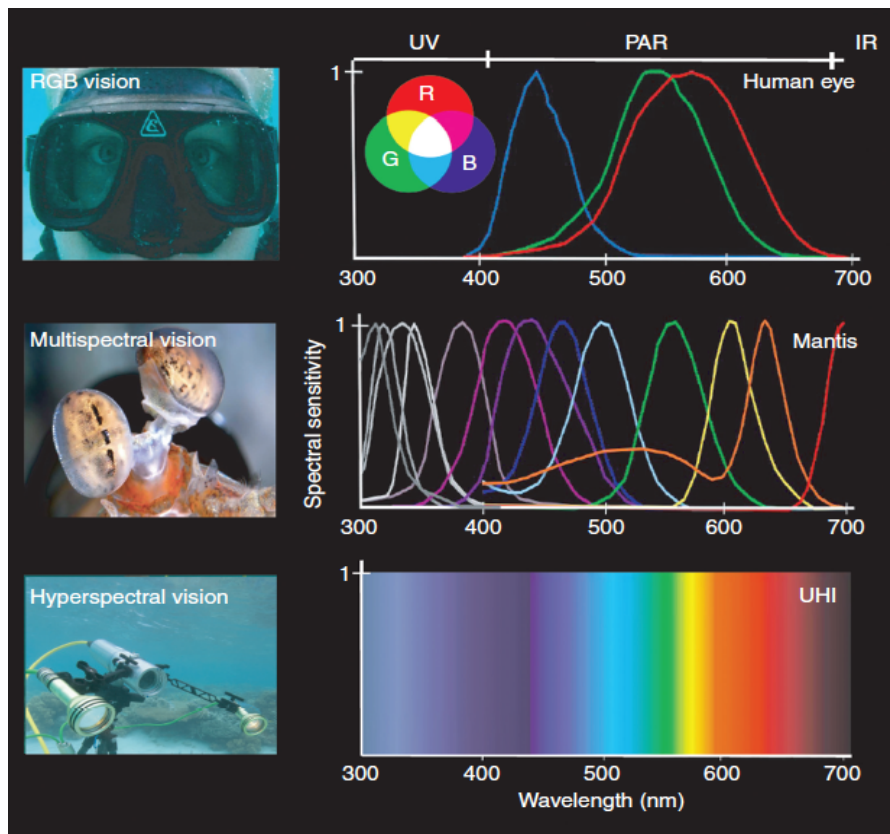 UV PAR IR
RGB vision
1
Human eye
R
G B
300 400 500 600 700
Multispectral vision
1
Mantis
Spectral sensitivity
300 400 500 600 700
Hyperspectral vision
1
UHI
300 400 500 600 700
Wavelength (nm)